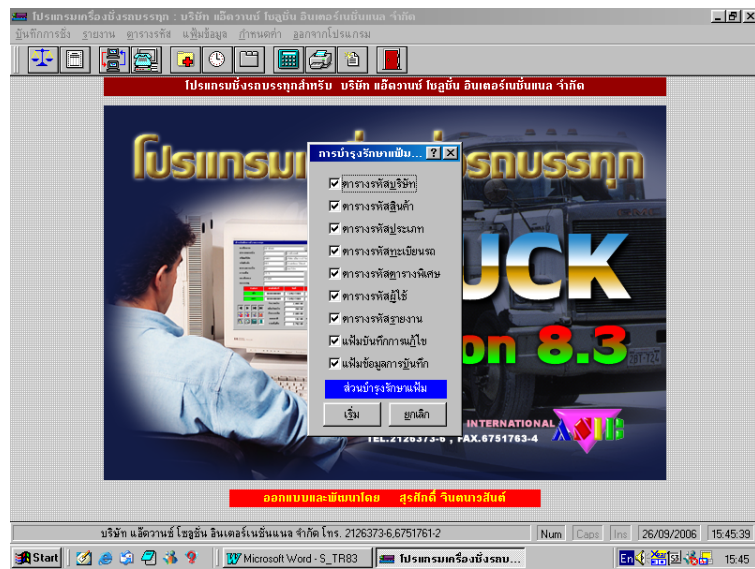 โปรแกรมเครื่องชั่งรถบรรทุก : บริษัท แอ๊ดวานซ์ โซลูชั่น อินเตอร์เนชั่นแนล จำกัด
บันทึกการชั่ง รายงาน ตารางรหัส แฟ้มข้อมูล กำหนดค่า ออกจากโปรแกรม
โปรแกรมชั่งรถบรรทุกสำหรับ บริษัท แอ๊ดวานซ์ โซลูชั่น อินเตอร์เนชั่นแนล จำกัด
การบำรุงรักษาแฟ้ม...
ตารางรหัสบริษัท
ตารางรหัสสินค้า
ตารางรหัสประเภท
ตารางรหัสทะเบียนรถ
ตารางรหัสตารางพิเศษ
ตารางรหัสผู้ใช้
ตารางรหัสรายงาน
แฟ้มบันทึกการแก้ไข
แฟ้มข้อมูลการบันทึก
ส่วนบำรุงรักษาแฟ้ม
เริ่ม ยกเลิก
โปรแกรม รถบรรทุก
UCK
on 8.3
INTERNATIONAL
TEL.2126373-6 , FAX.6751763-4
ออกแบบและพัฒนาโดย สุรศักดิ์ จินตนาวสันต์
บริษัท แอ๊ดวานซ์ โซลูชั่น อินเตอร์เนชั่นแนล จำกัด โทร. 2126373-6,6751761-2 Num Caps Ins 26/09/2006 15:45:39
Start Microsoft Word - S_TR83 โปรแกรมเครื่องชั่งรถบ... En 15:45